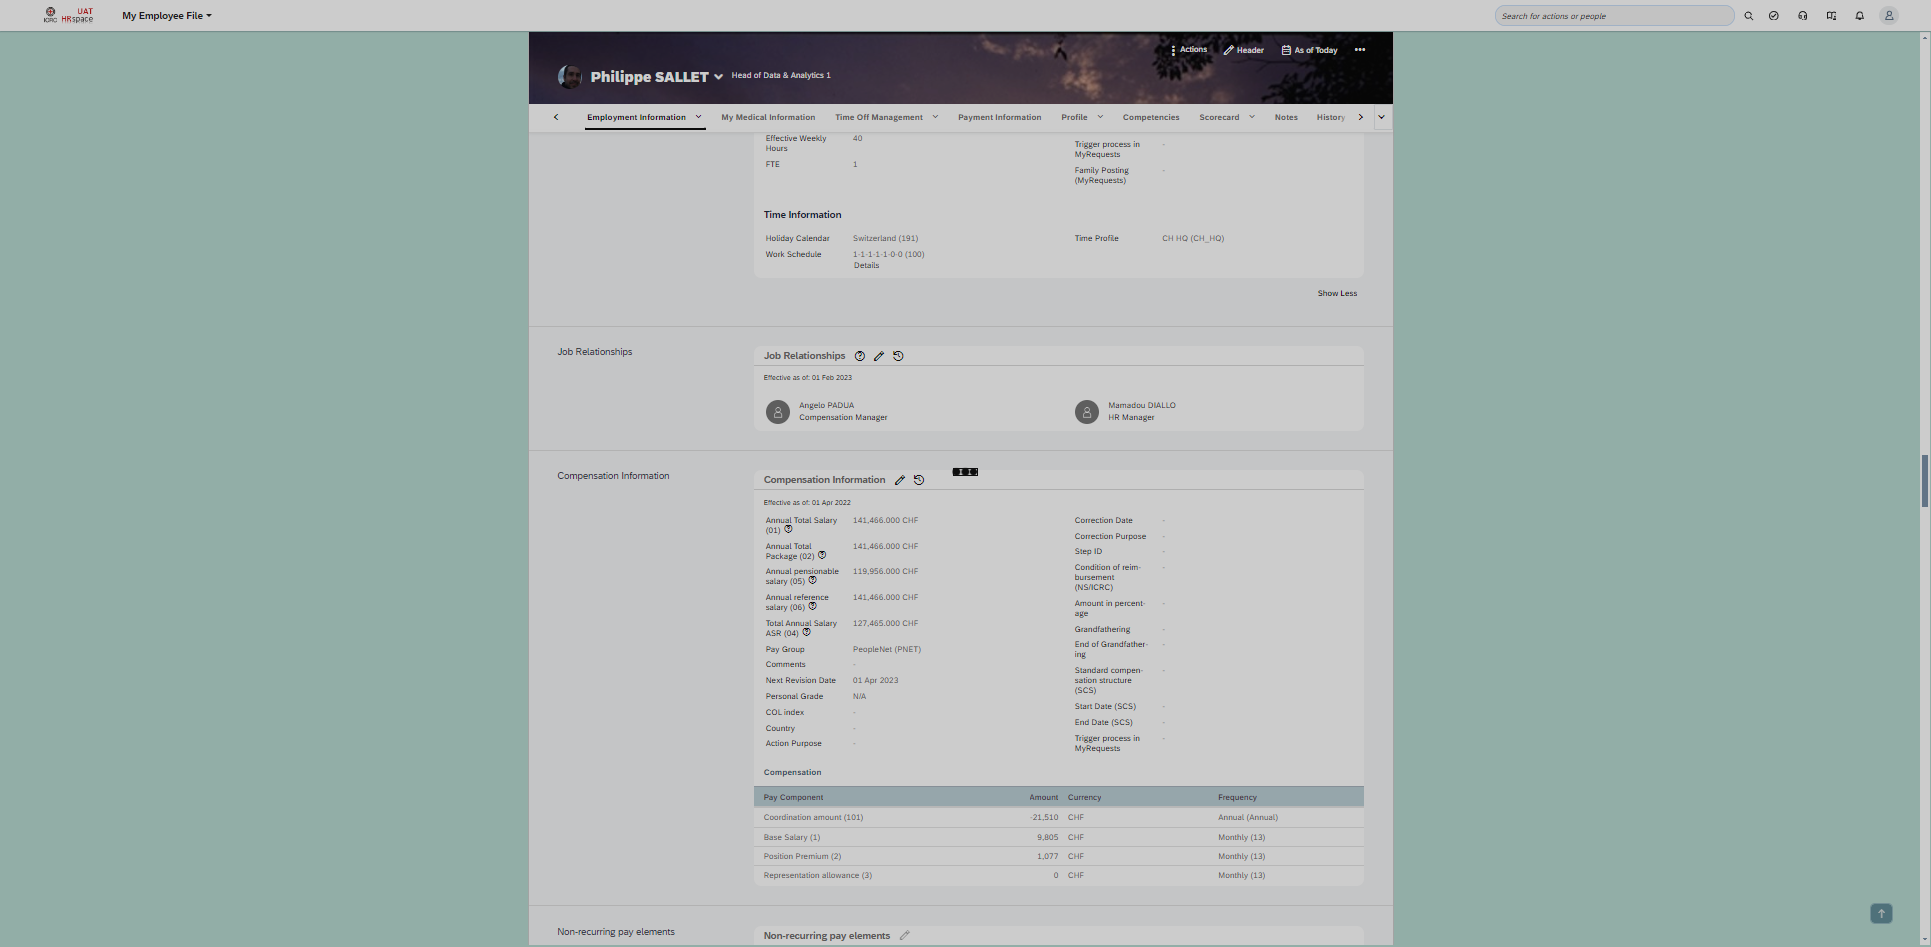 ICRC
UAT
HRspace
My Employee File
Search for actions or people
Actions
Header
As of Today
Philippe SALLET
Head of Data & Analytics 1
Employment Information
My Medical Information
Time Off Management
Payment Information
Profile
Competencies
Scorecard
Notes
History
Effective Weekly
Hours
40
FTE
1
Trigger process in
MyRequests
-
Family Posting
(MyRequests)
-
Time Information
Holiday Calendar
Switzerland (191)
Time Profile
CH HQ (CH_HQ)
Work Schedule
1-1-1-1-1-0-0 (100)
Details
Show Less
Job Relationships
Job Relationships
Effective as of: 01 Feb 2023
Angelo PADUA
Compensation Manager
Mamadou DIALLO
HR Manager
Compensation Information
Compensation Information
Effective as of: 01 Apr 2022
Annual Total Salary
(01)
141,466.000 CHF
Annual Total
Package (02)
141,466.000 CHF
Annual pensionable
salary (05)
119,956.000 CHF
Annual reference
salary (06)
141,466.000 CHF
Total Annual Salary
ASR (04)
127,465.000 CHF
Pay Group
PeopleNet (PNET)
Comments
-
Next Revision Date
01 Apr 2023
Personal Grade
N/A
COL index
-
Country
-
Action Purpose
-
Correction Date
-
Correction Purpose
-
Step ID
-
Condition of reim-
bursement
(NS/ICRC)
-
Amount in percent-
age
-
Grandfathering
-
End of Grandfather-
ing
-
Standard compen-
sation structure
(SCS)
-
Start Date (SCS)
-
End Date (SCS)
-
Trigger process in
MyRequests
-
Compensation
Pay Component Amount Currency Frequency
Coordination amount (101) -21,510 CHF Annual (Annual)
Base Salary (1) 9,805 CHF Monthly (13)
Position Premium (2) 1,077 CHF Monthly (13)
Representation allowance (3) 0 CHF Monthly (13)
Non-recurring pay elements
Non-recurring pay elements